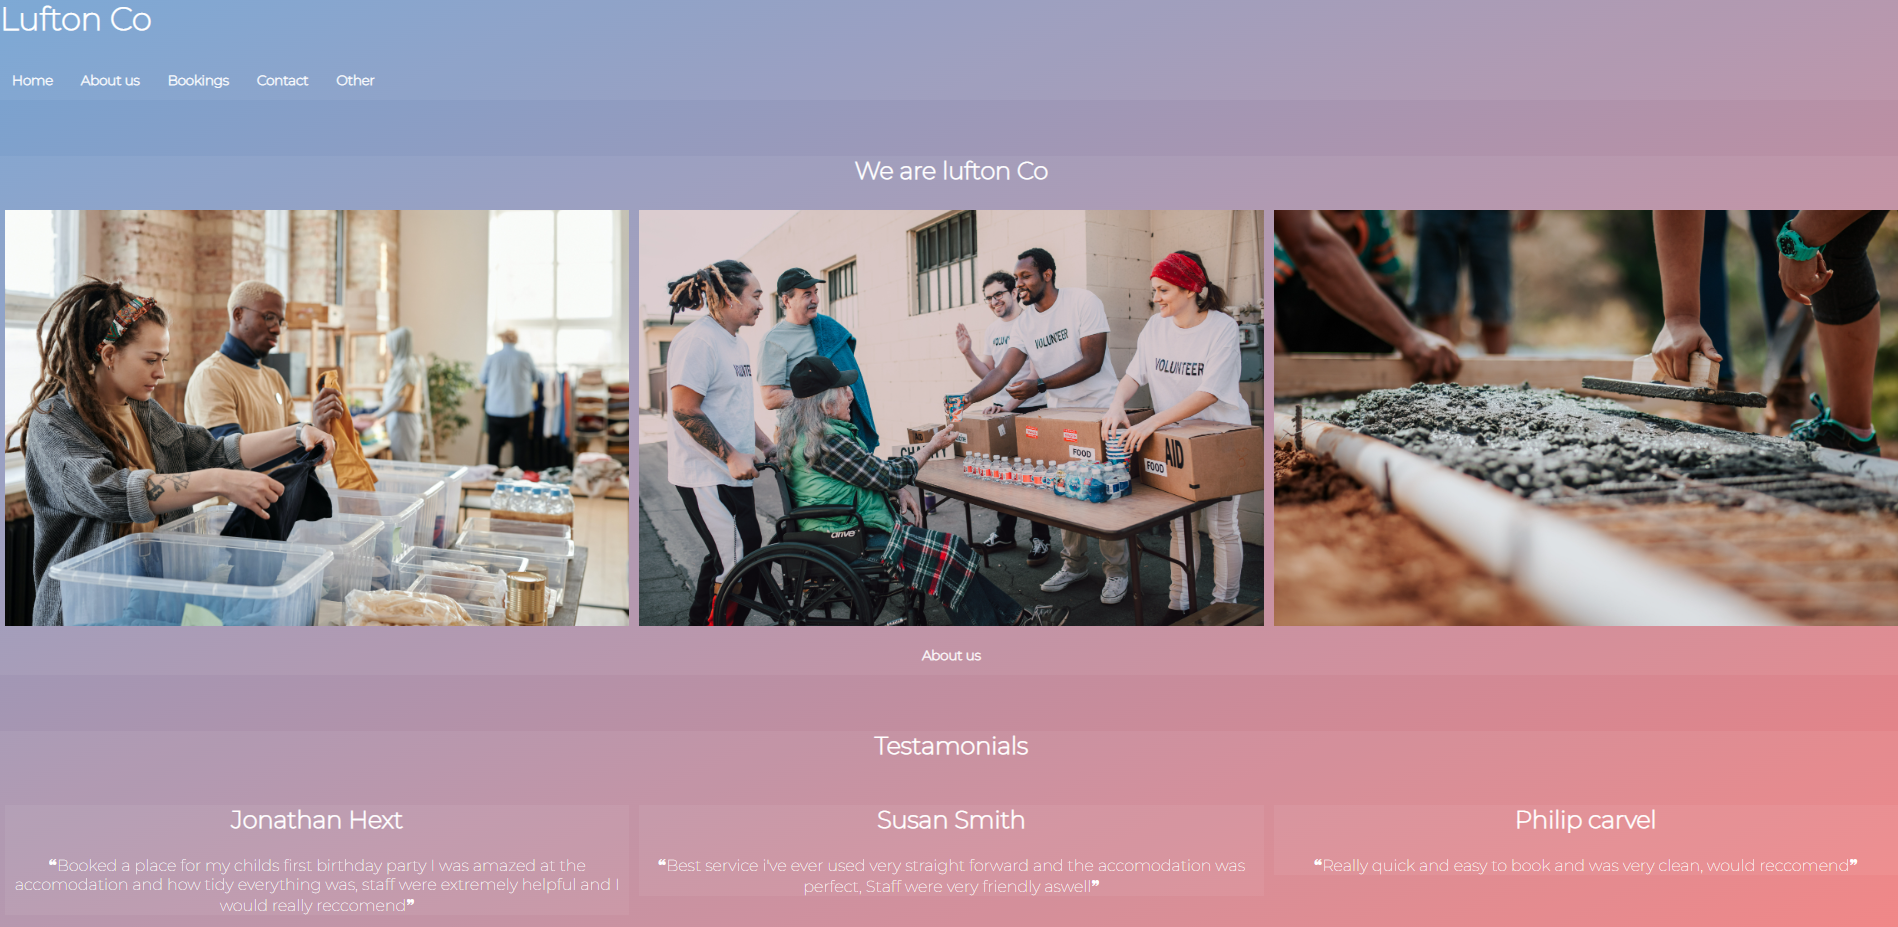 Lufton Co
Home About us Bookings Contact Other
We are lufton Co
VOLUNTEER
VOLUNTEER
CHARITY
FOOD
FOOD
AID
drive
About us
Testamonials
Jonathan Hext
❝Booked a place for my childs first birthday party I was amazed at the
accomodation and how tidy everything was, staff were extremely helpful and I
would really reccomend❞
Susan Smith
❝Best service i've ever used very straight forward and the accomodation was
perfect, Staff were very friendly aswell❞
Philip carvel
❝Really quick and easy to book and was very clean, would reccomend❞